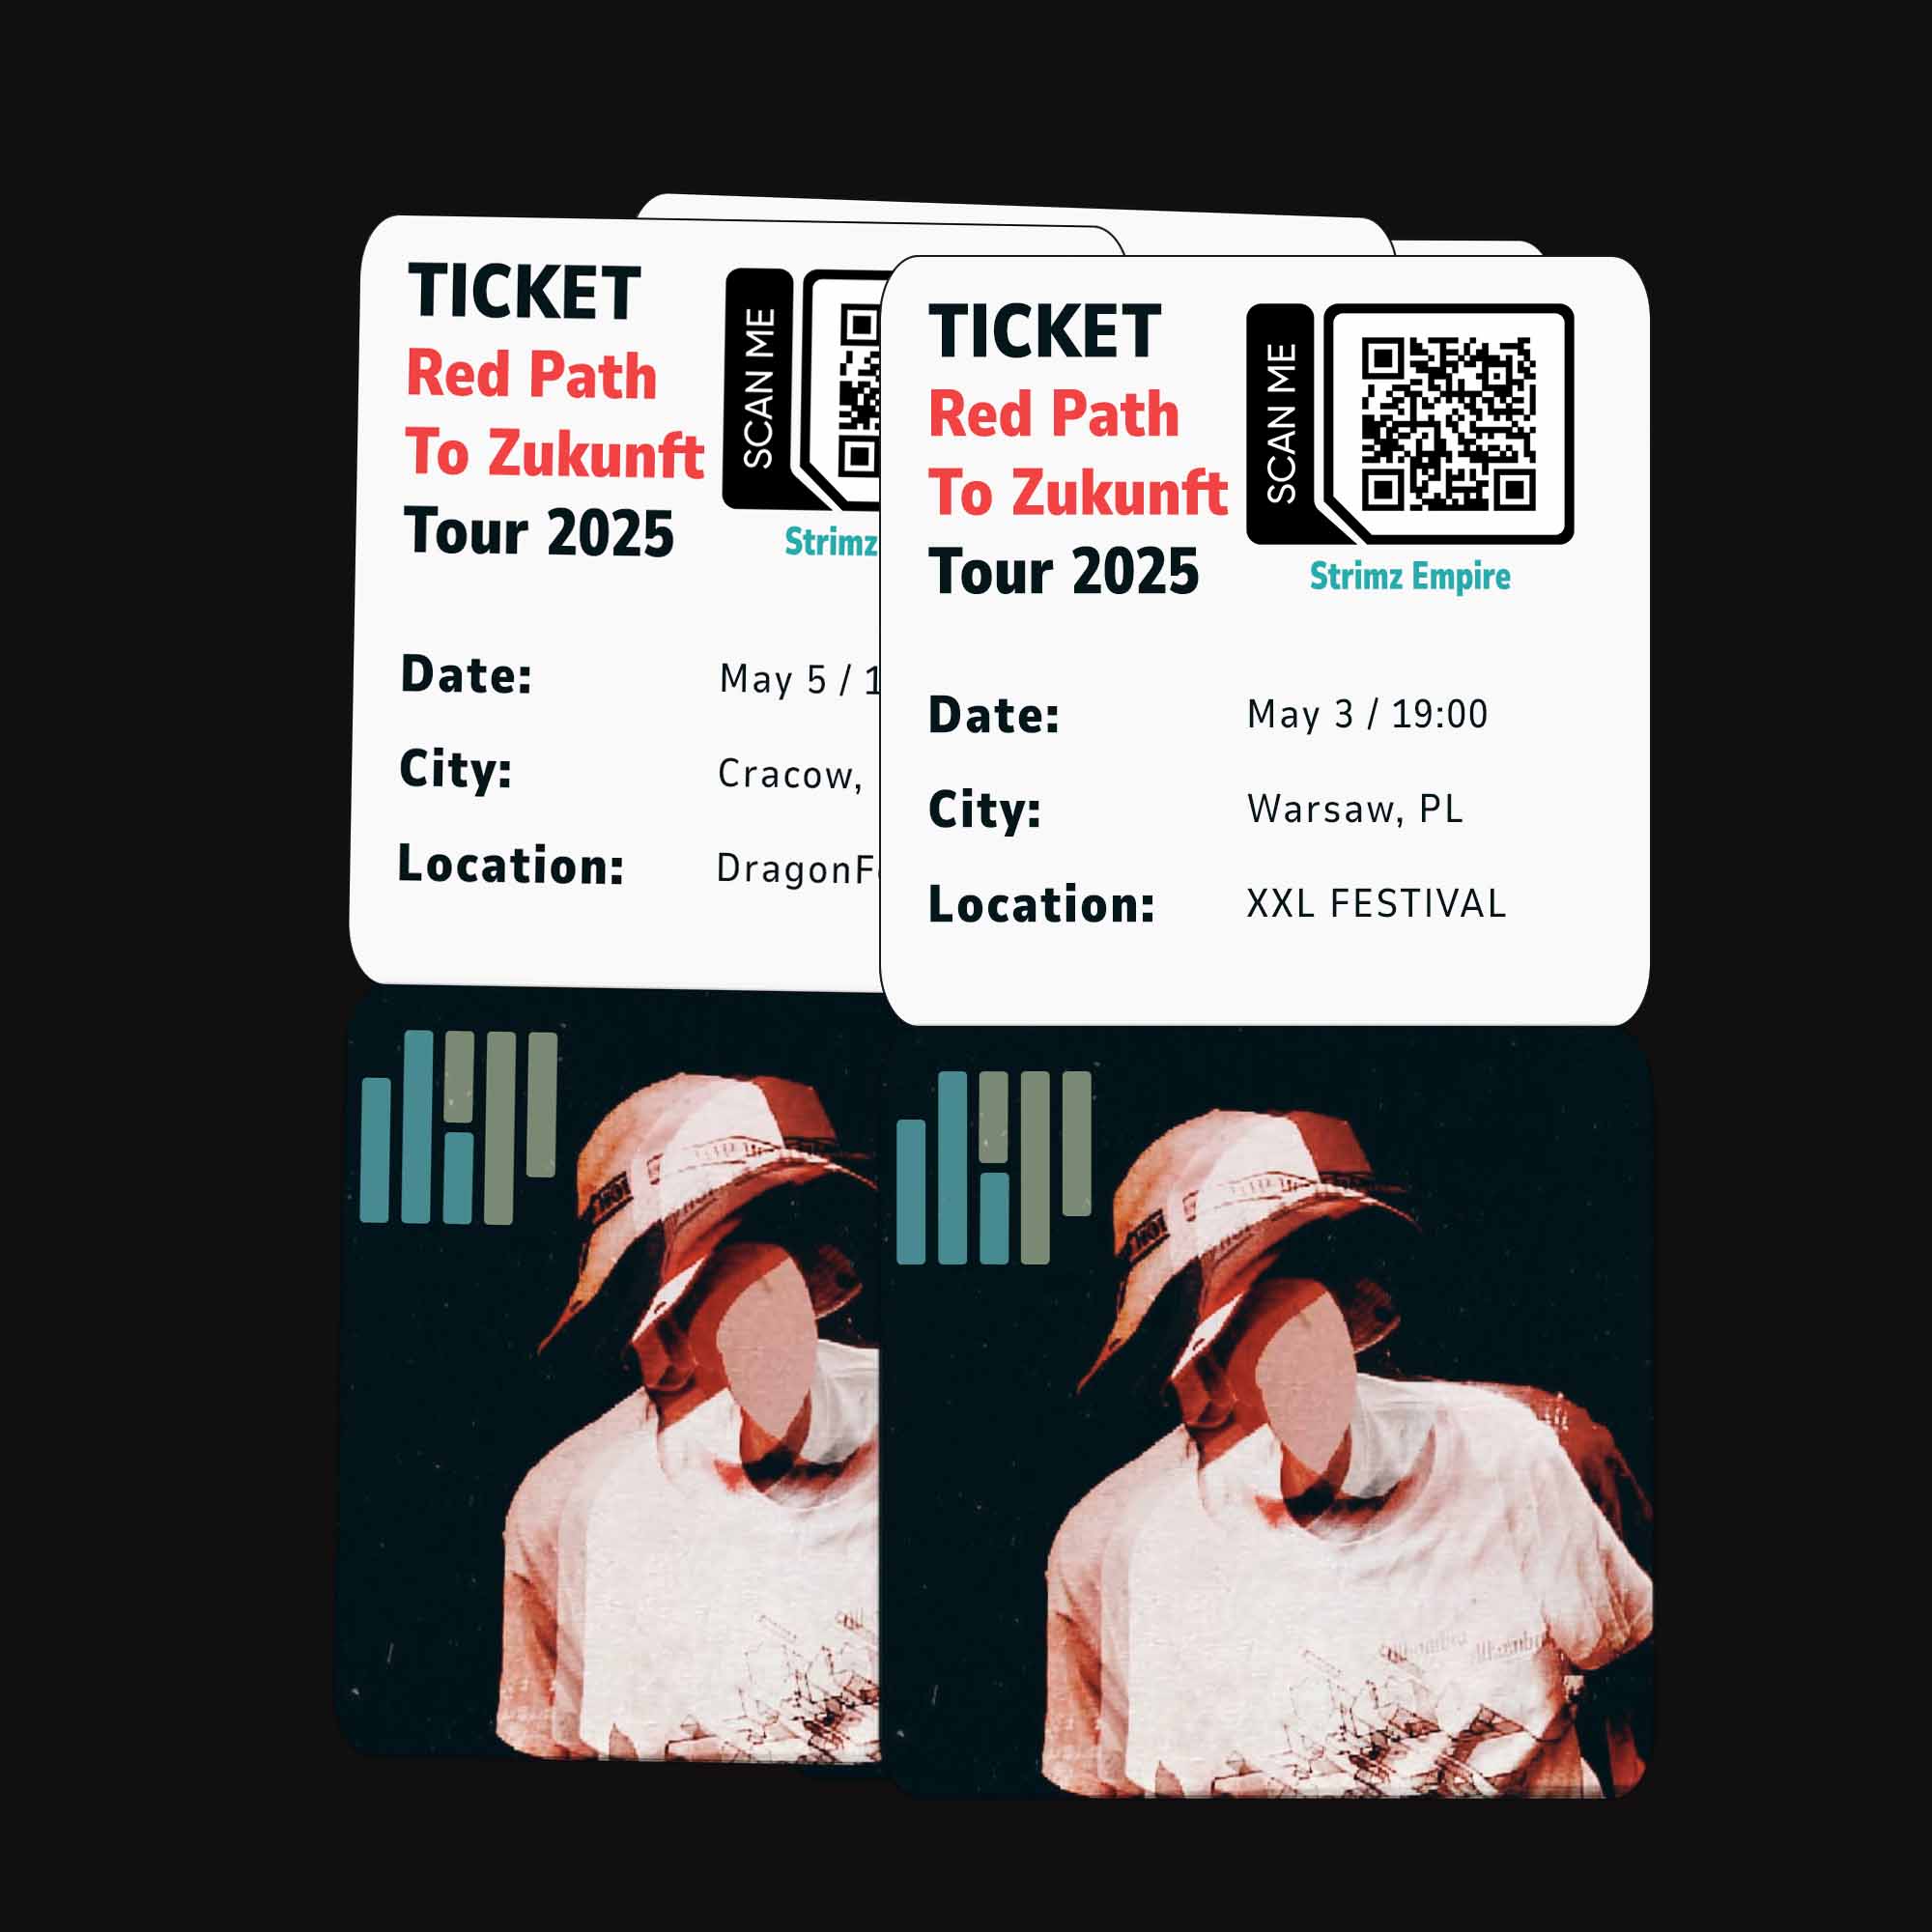 TICKET
Red Path
To Zukunft
Tour 2025
SCAN ME
Strimz
Date:
May 5 /
City:
Cracow,
Location:
TICKET
Red Path
To Zukunft
Tour 2025
SCAN ME
Strimz Empire
Date:
May 3 / 19:00
City:
Warsaw, PL
Location:
XXL FESTIVAL